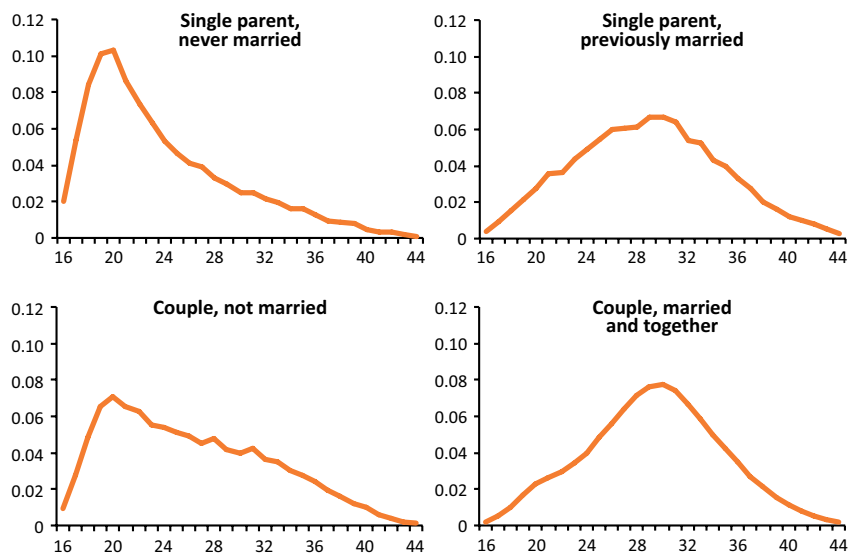 Single parent,
never married
0.12
0.10
0.08
0.06
0.04
0.02
0
16 20 24 28 32 36 40 44
Single parent,
previously married
0.12
0.10
0.08
0.06
0.04
0.02
0
16 20 24 28 32 36 40 44
Couple, not married
0.12
0.10
0.08
0.06
0.04
0.02
0
16 20 24 28 32 36 40 44
Couple, married
and together
0.12
0.10
0.08
0.06
0.04
0.02
0
16 20 24 28 32 36 40 44